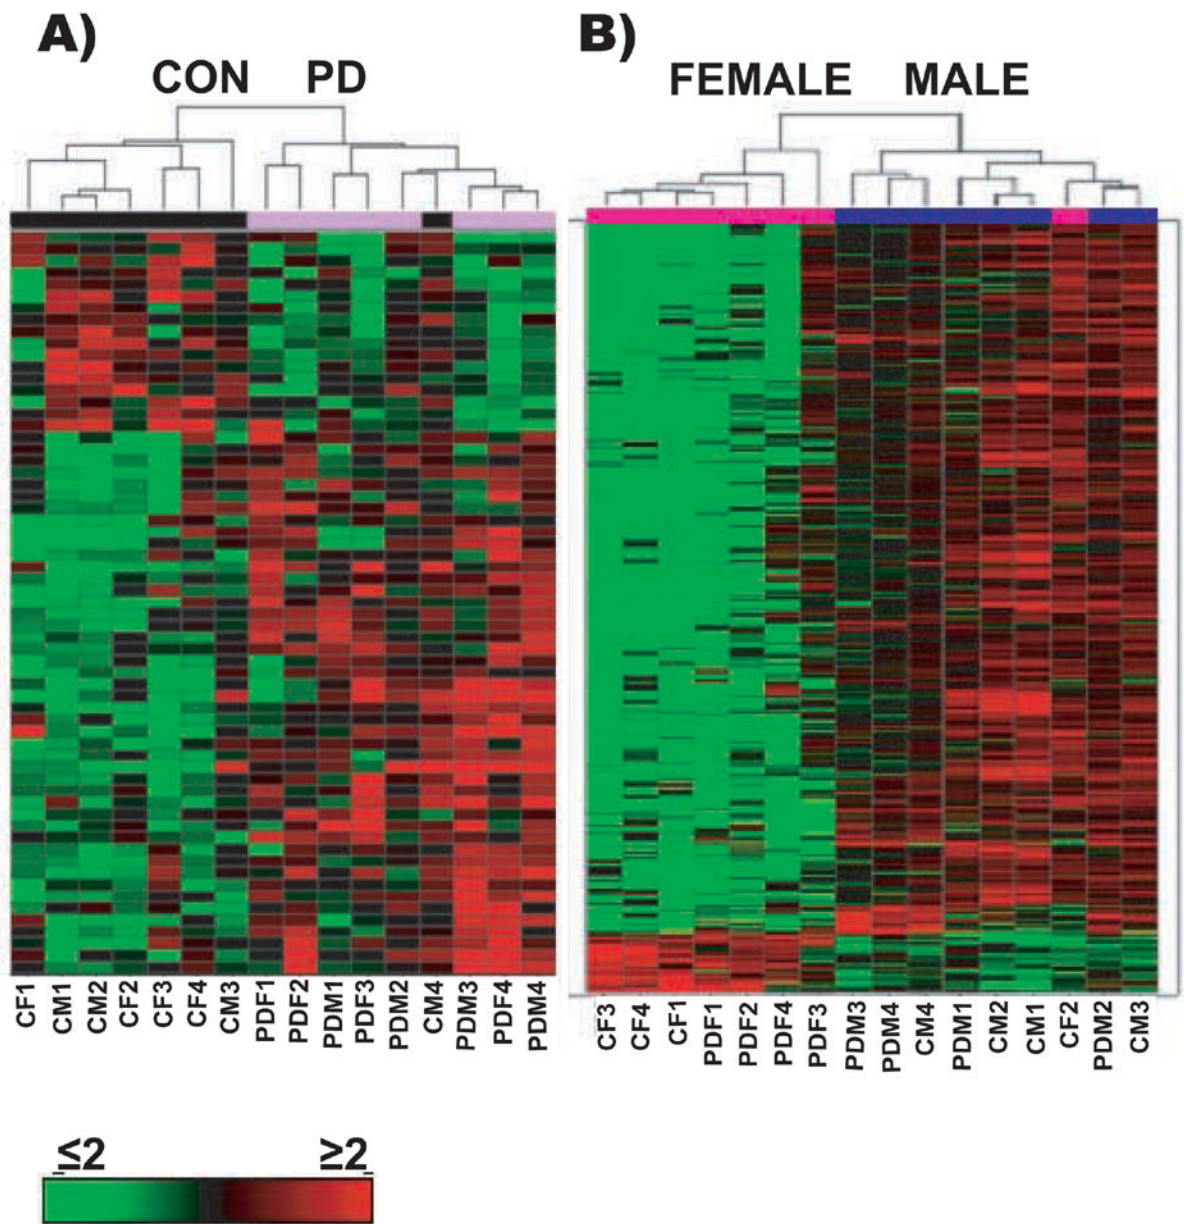 A)
CON PD
CF1 CM1 CM2 CF2 CF3 CF4 CM3 PDF1 PDF2 PDM1 PDF3 PDM2 CM4 PDM3 PDF4 PDM4
≤2 ≥2
B)
FEMALE MALE
CF3 CF4 CF1 PDF1 PDF2 PDF4 PDF3 PDM3 PDM4 CM4 PDM1 CM2 CM1 CF2 PDM2 CM3